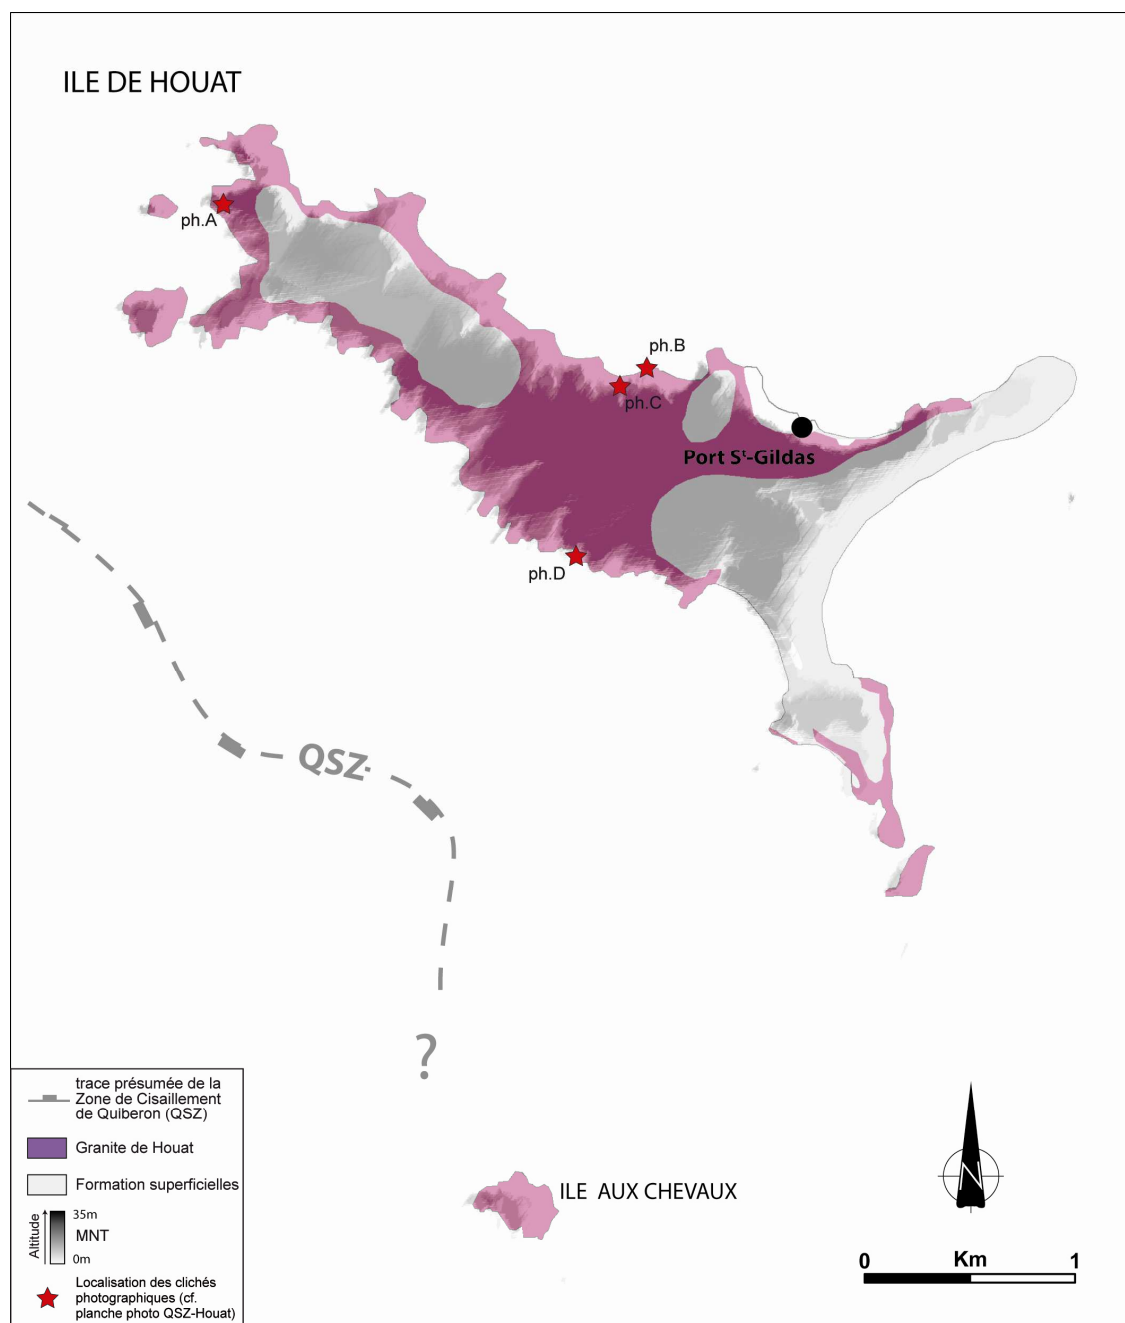 ILE DE HOUAT
ph.A
ph.B
ph.C
Port Sᵗ-Gildas
ph.D
QSZ
?
ILE AUX CHEVAUX
trace présumée de la
Zone de Cisaillement
de Quiberon (QSZ)
Granite de Houat
Formation superficielles
Altitude
35m
MNT
0m
Localisation des clichés
photographiques (cf.
planche photo QSZ-Houat)
N
0 Km 1